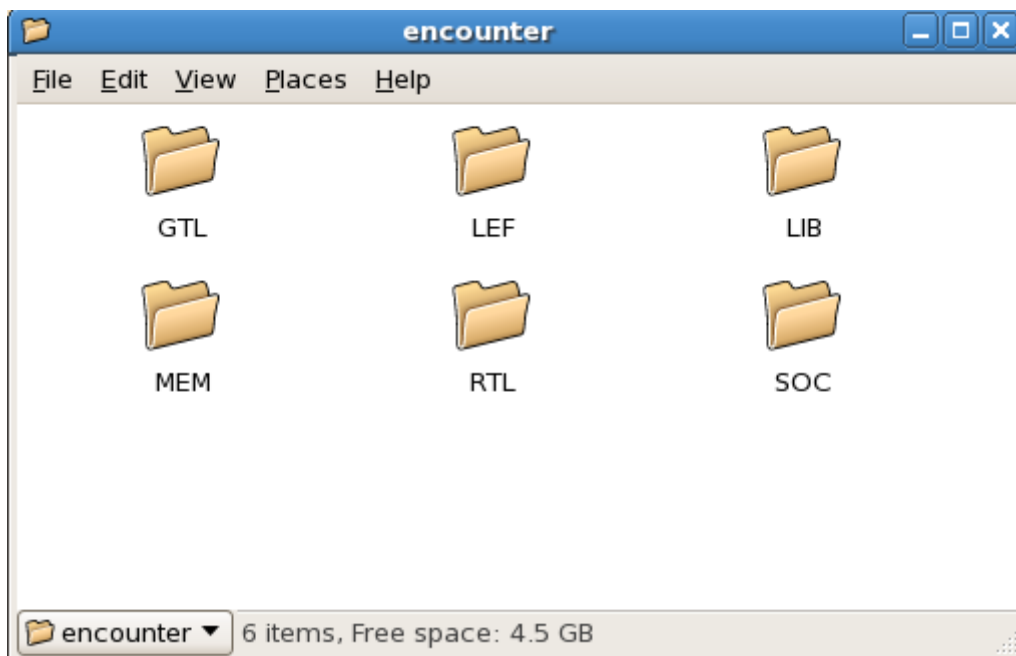 encounter
File Edit View Places Help
GTL LEF LIB
MEM RTL SOC
encounter 6 items, Free space: 4.5 GB